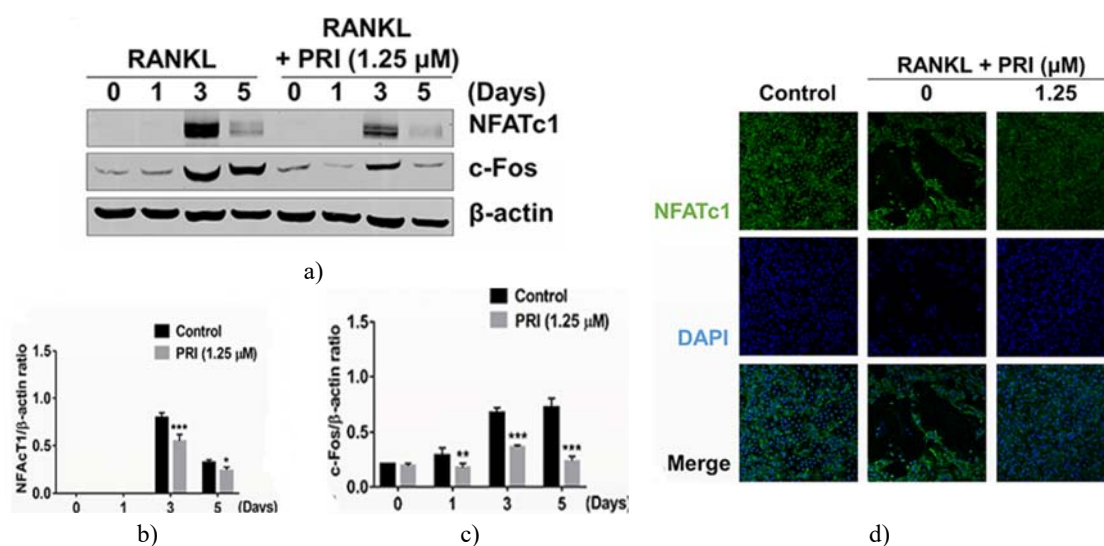 RANKL
RANKL + PRI (1.25 μM)
0 1 3 5 0 1 3 5 (Days)
NFATc1
c-Fos
β-actin
a)
Control
PRI (1.25 μM)
NFAcT1/β-actin ratio
1.5
1.0
0.5
0.0
***
*
0 1 3 5 (Days)
b)
Control
PRI (1.25 μM)
c-Fos/β-actin ratio
1.5
1.0
0.5
0.0
**
***
***
0 1 3 5 (Days)
c)
RANKL + PRI (μM)
Control 0 1.25
NFATc1
DAPI
Merge
d)